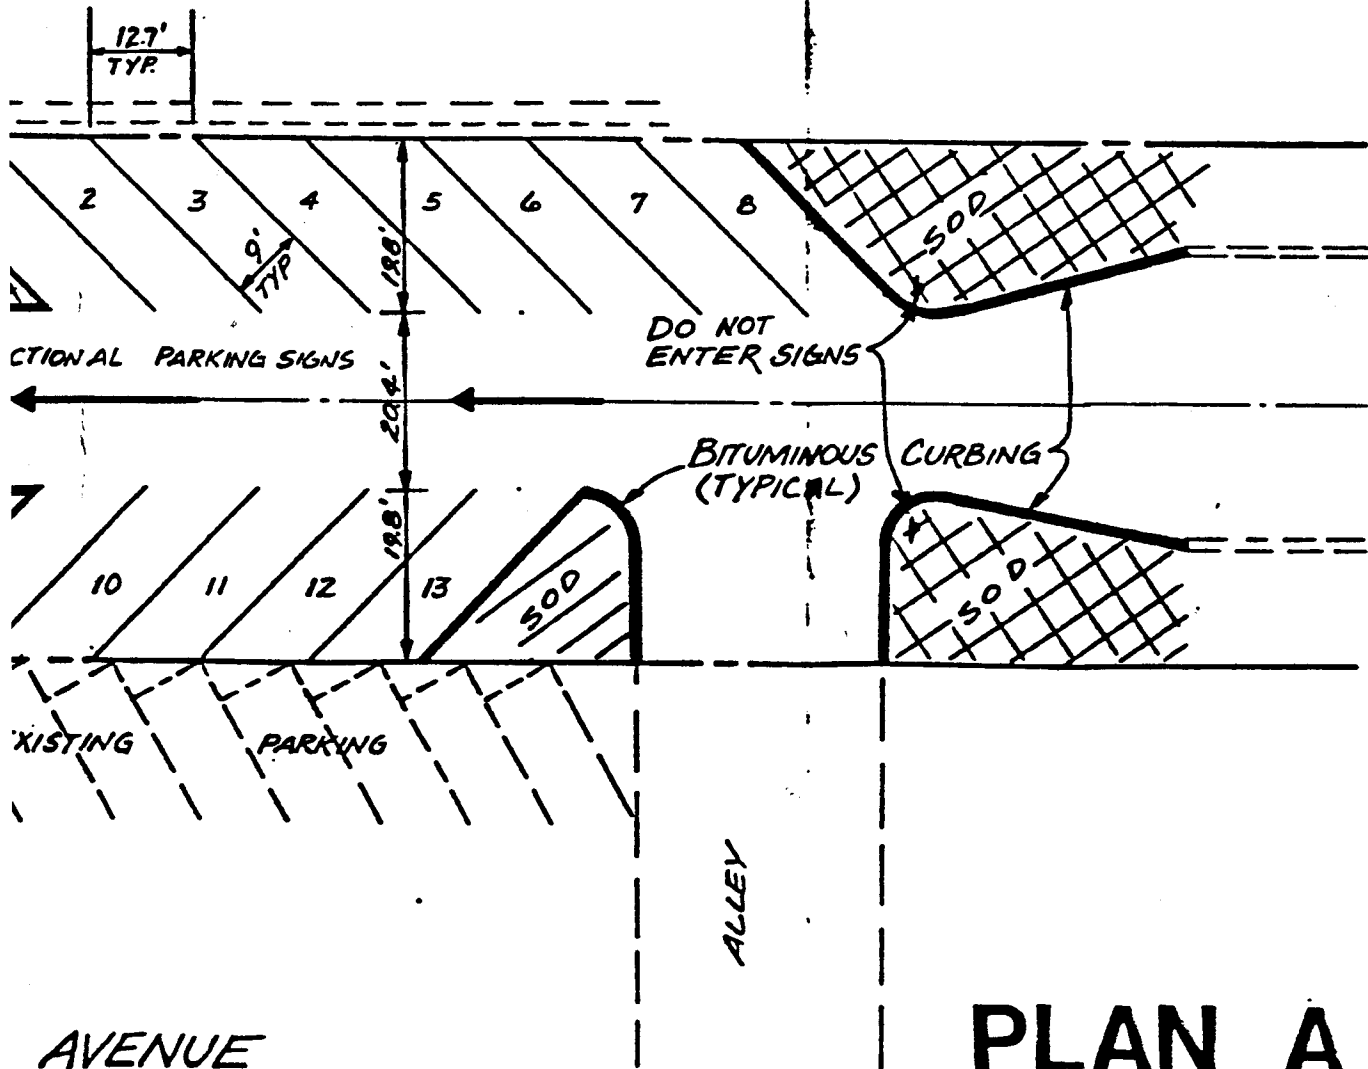 12.7'
TYP.
2 3 4 5 6 7 8
SOD
9'
TYP
19.8'
DO NOT
ENTER SIGNS
CTIONAL PARKING SIGNS
20.4'
BITUMINOUS CURBING
(TYPICAL)
19.8'
10 11 12 13
SOD
SOD
XISTING PARKING
ALLEY
AVENUE
PLAN A